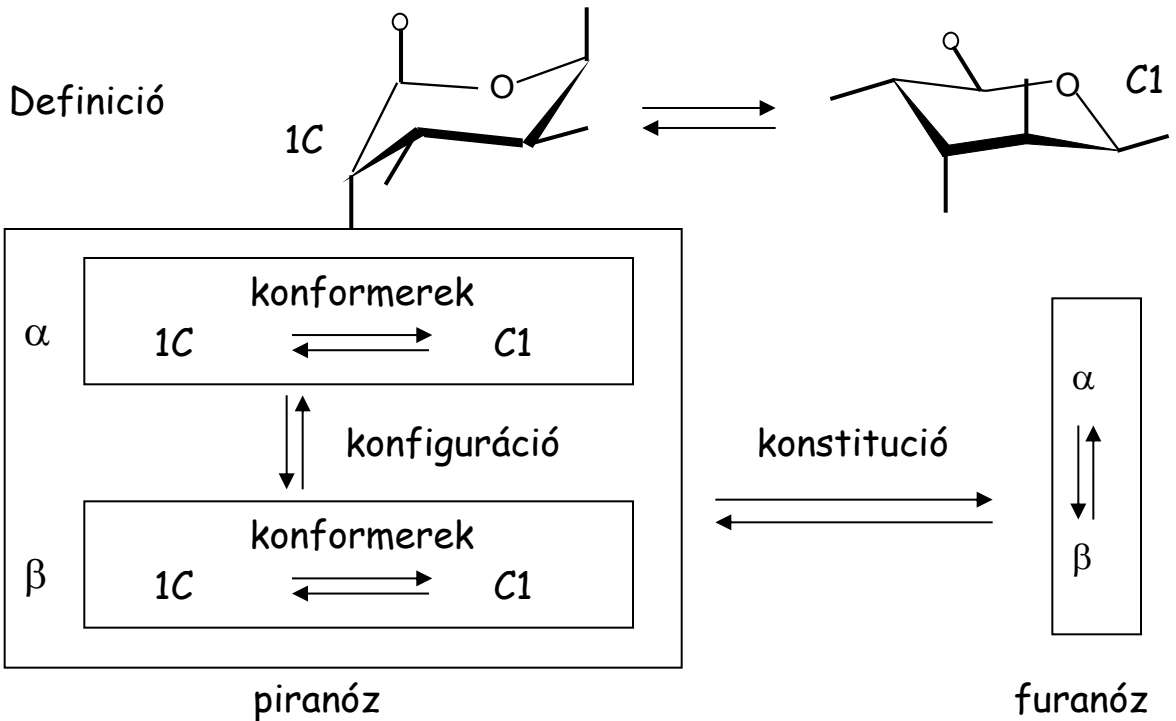 O
C1
Definició
1C
O
konformerek
α
1C
C1
konfiguráció
konstitució
α
β
konformerek
β
1C
C1
piranóz
furanóz